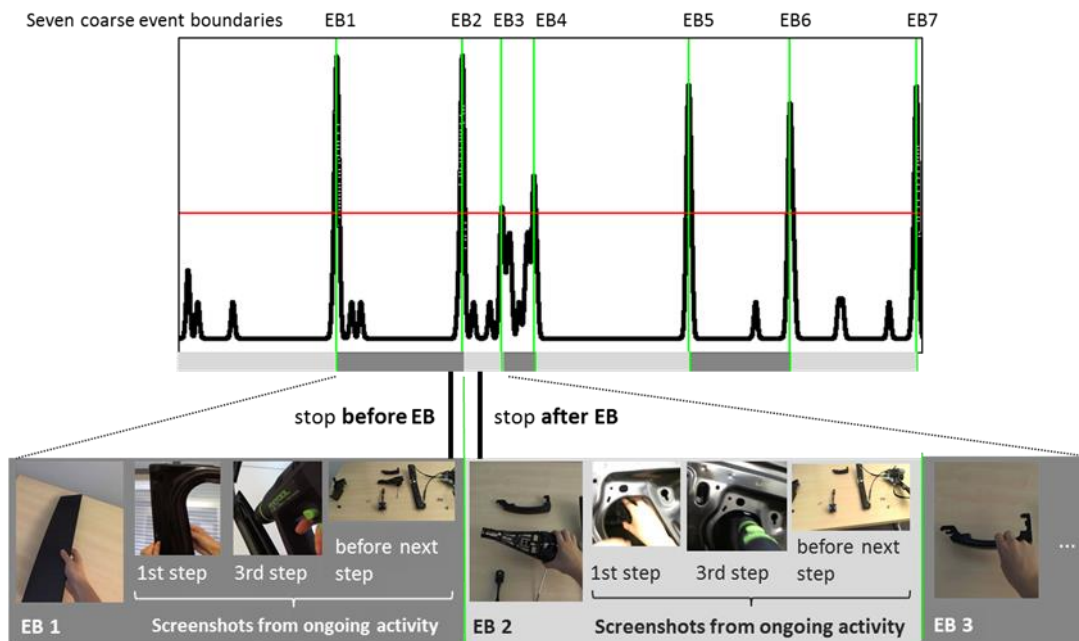 Seven coarse event boundaries EB1 EB2 EB3 EB4 EB5 EB6 EB7
stop before EB stop after EB
1st step 3rd step before next step
1st step 3rd step before next step
...
EB 1 Screenshots from ongoing activity EB 2 Screenshots from ongoing activity EB 3